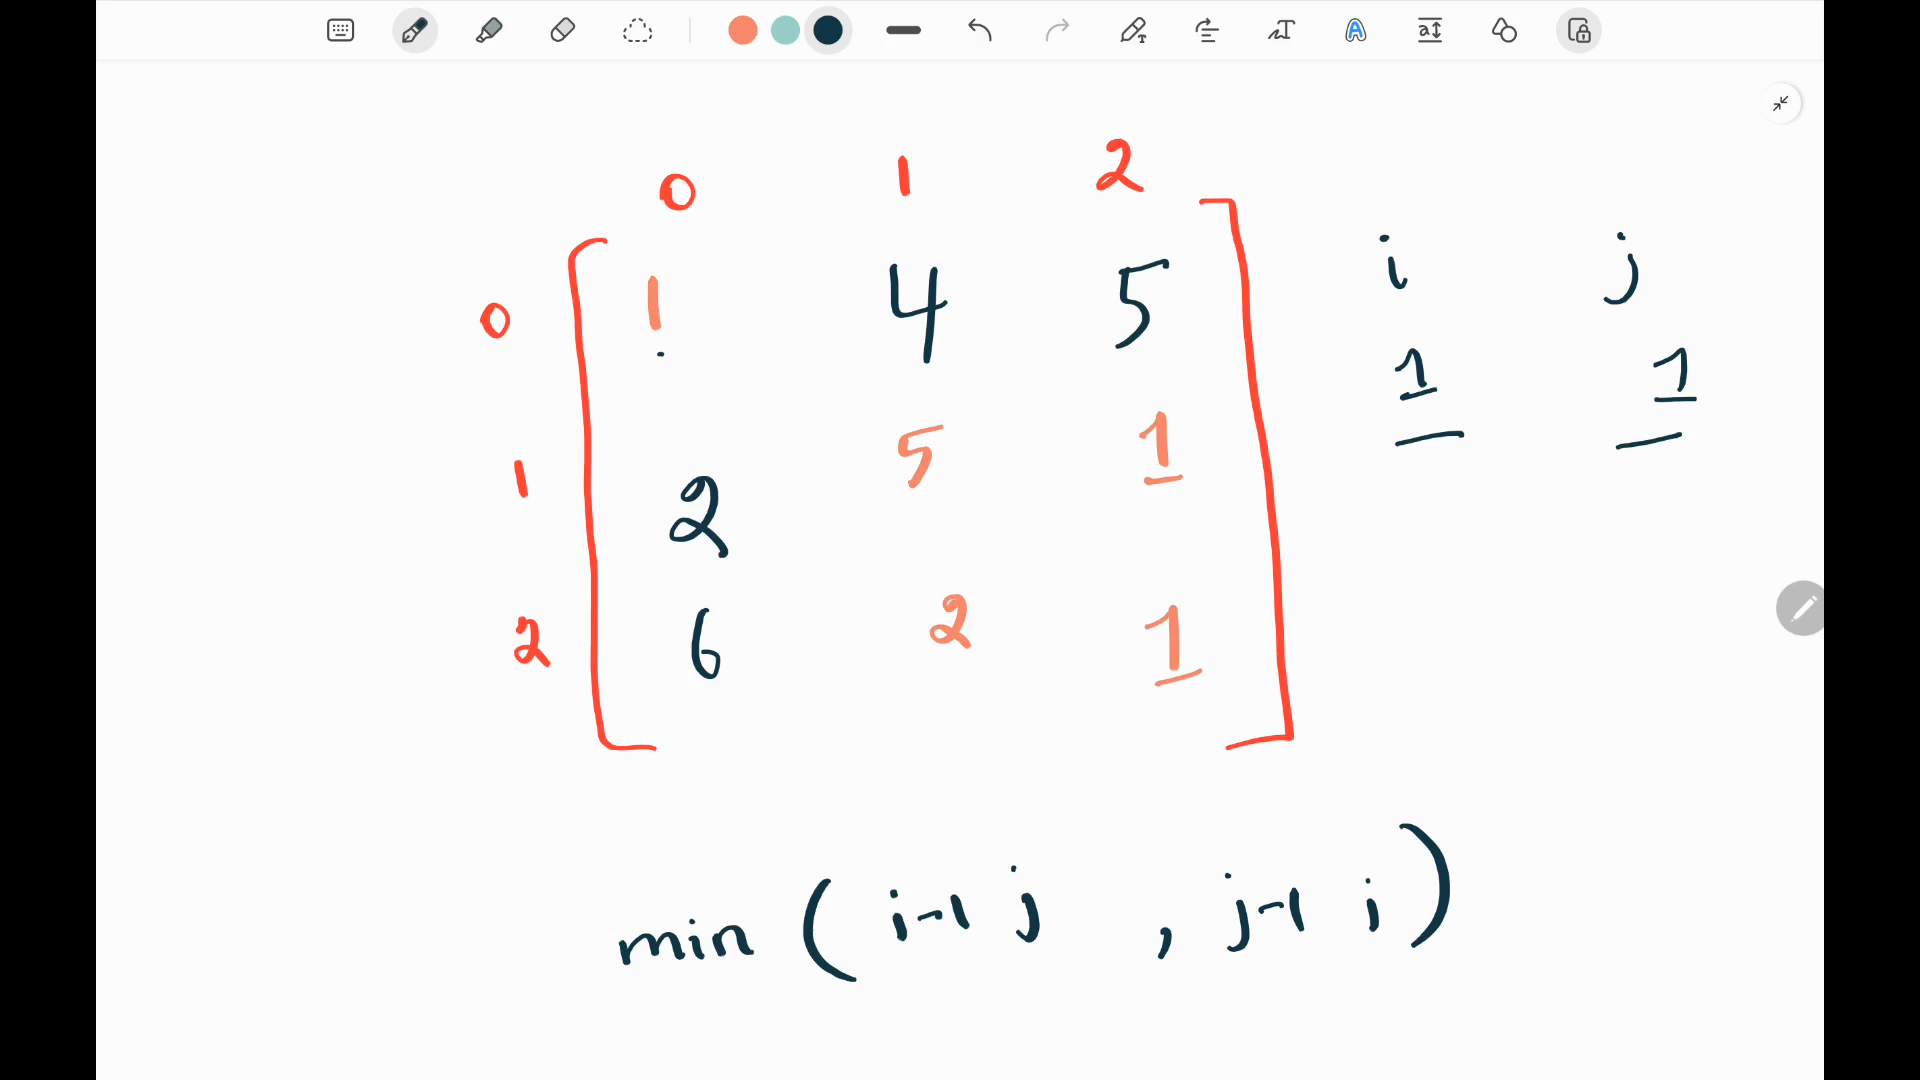 0 1 2
0 1 4 5 i j
1 2 5 1 1 1
2 6 2 1
min ( i-1 j , j-1 i )